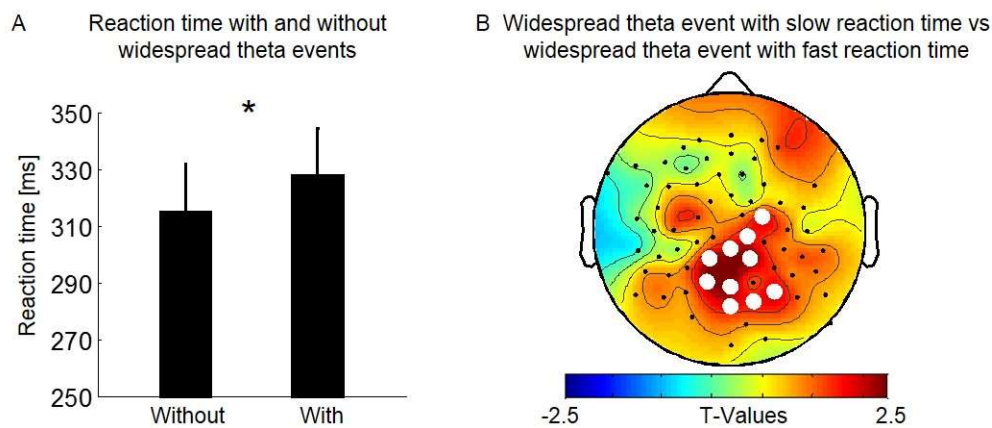 A
Reaction time with and without
widespread theta events
*
Reaction time [ms]
350
330
310
290
270
250
Without
With
B
Widespread theta event with slow reaction time vs
widespread theta event with fast reaction time
-2.5
T-Values
2.5